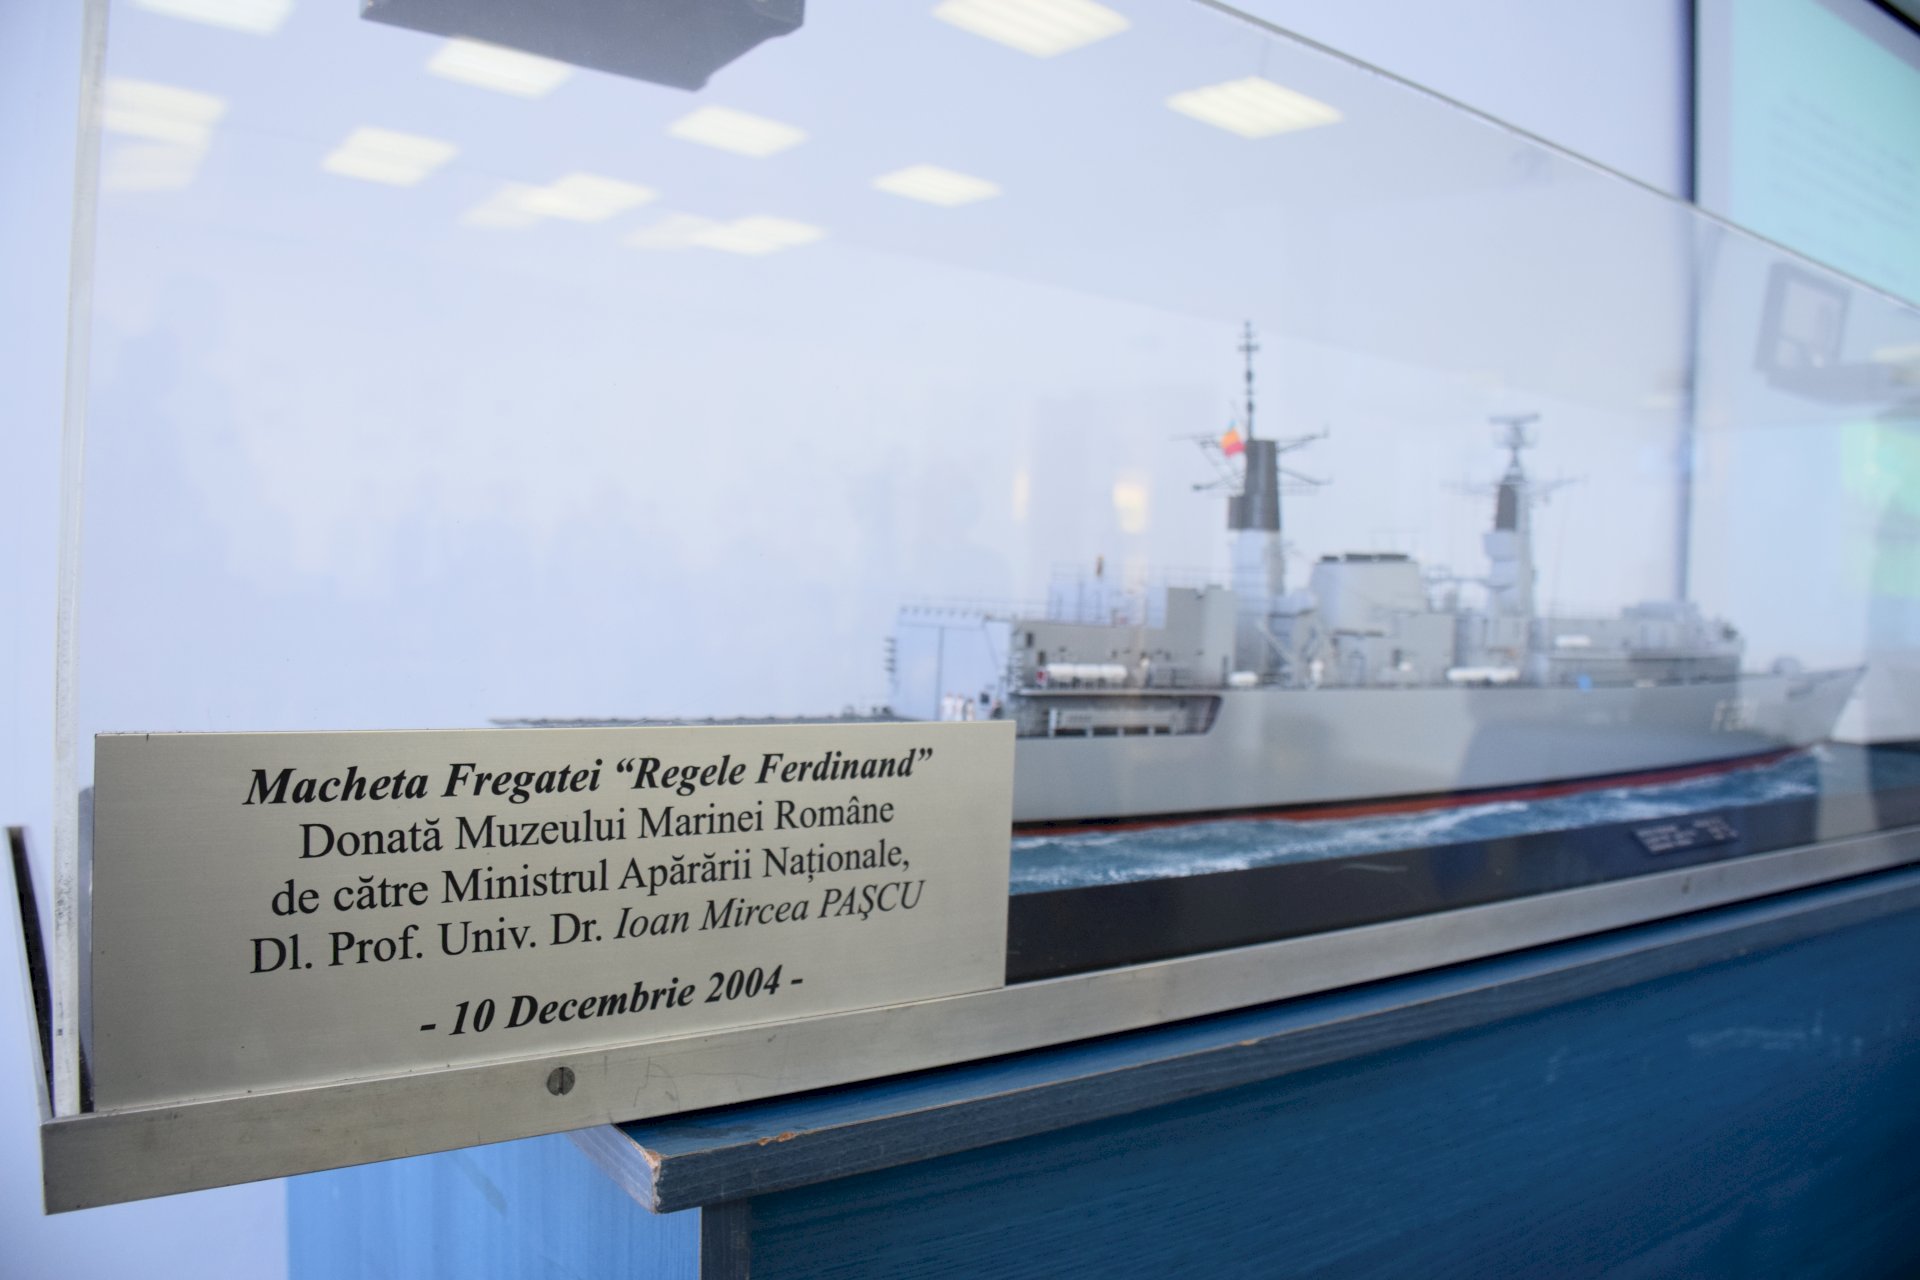 Macheta Fregatei “Regele Ferdinand”
Donată Muzeului Marinei Române
de către Ministrul Apărării Naționale,
Dl. Prof. Univ. Dr. Ioan Mircea PAŞCU
- 10 Decembrie 2004 -